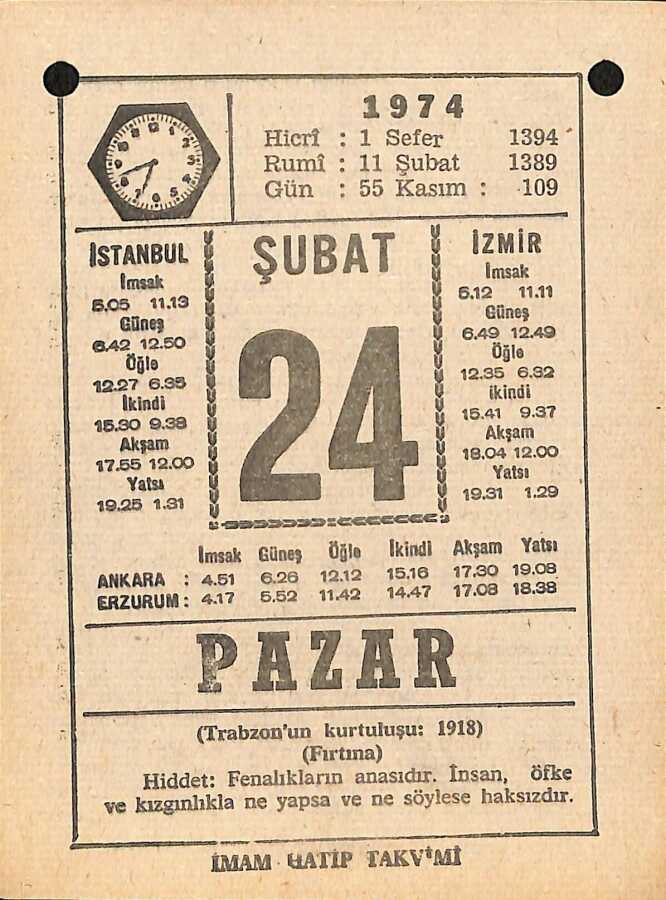 1974
Hicrî : 1 Sefer 1394
Rumî : 11 Şubat 1389
Gün : 55 Kasım : 109
İSTANBUL
İmsak
5.05 11.13
Güneş
6.42 12.50
Öğle
12.27 6.35
İkindi
15.30 9.38
Akşam
17.55 12.00
Yatsı
19.25 1.31
ŞUBAT
24
İZMİR
İmsak
5.12 11.11
Güneş
6.49 12.49
Öğle
12.35 6.32
ikindi
15.41 9.37
Akşam
18.04 12.00
Yatsı
19.31 1.29
İmsak Güneş Öğle İkindi Akşam Yatsı
ANKARA : 4.51 6.26 12.12 15.16 17.30 19.08
ERZURUM : 4.17 5.52 11.42 14.47 17.08 18.38
PAZAR
(Trabzon'un kurtuluşu: 1918)
(Fırtına)
Hiddet: Fenalıkların anasıdır. İnsan, öfke
ve kızgınlıkla ne yapsa ve ne söylese haksızdır.
İMAM HATİP TAKVİMİ